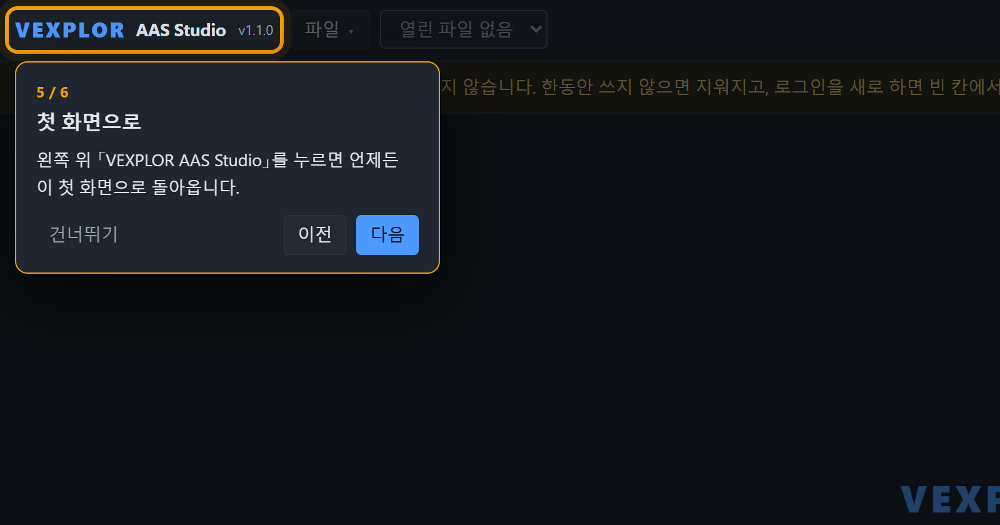 VEXPLOR AAS Studio v1.1.0 파일 ▾ 열린 파일 없음
지 않습니다. 한동안 쓰지 않으면 지워지고, 로그인을 새로 하면 빈 칸에서
5 / 6
첫 화면으로
왼쪽 위 「VEXPLOR AAS Studio」를 누르면 언제든
이 첫 화면으로 돌아옵니다.
건너뛰기 이전 다음
VEXP